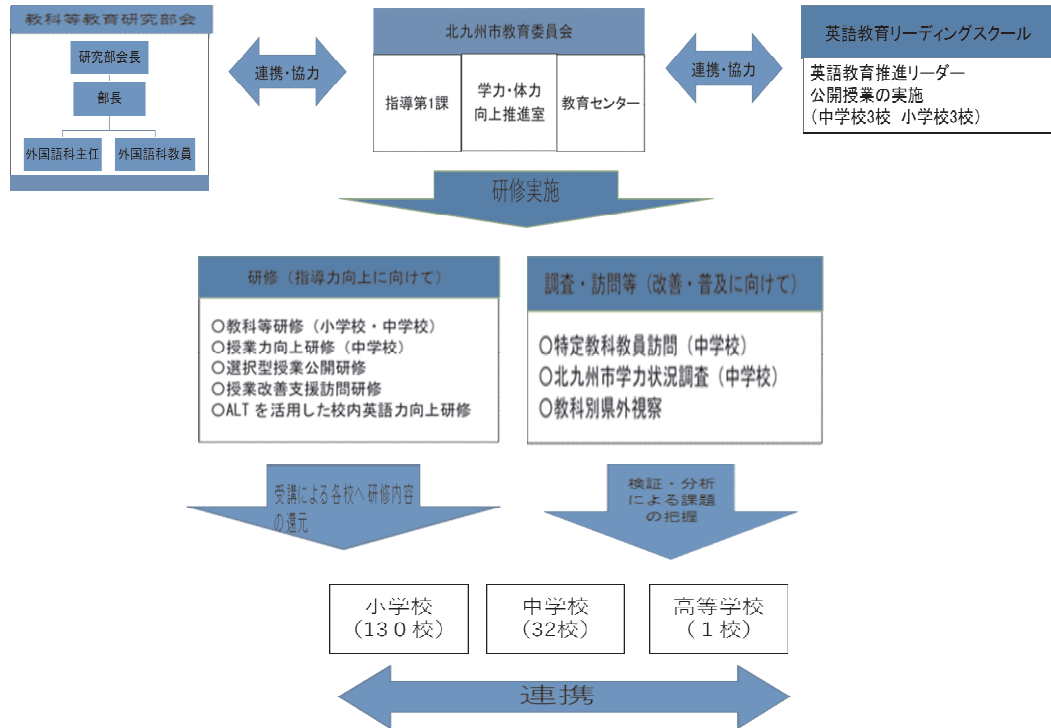 教科等教育研究部会
研究部会長
部長
外国語科主任
外国語科教員
連携・協力
北九州市教育委員会
指導第1課
学力・体力
向上推進室
教育センター
連携・協力
英語教育リーディングスクール
英語教育推進リーダー
公開授業の実施
(中学校3校 小学校3校)
研修実施
研修（指導力向上に向けて）
○教科等研修（小学校・中学校）
○授業力向上研修（中学校）
○選択型授業公開研修
○授業改善支援訪問研修
○ALTを活用した校内英語力向上研修
調査・訪問等（改善・普及に向けて）
○特定教科教員訪問（中学校）
○北九州市学力状況調査（中学校）
○教科別県外視察
受講による各校へ研修内容
の還元
検証・分析
による課題
の把握
小学校
(130校)
中学校
(32校)
高等学校
(1校)
連携